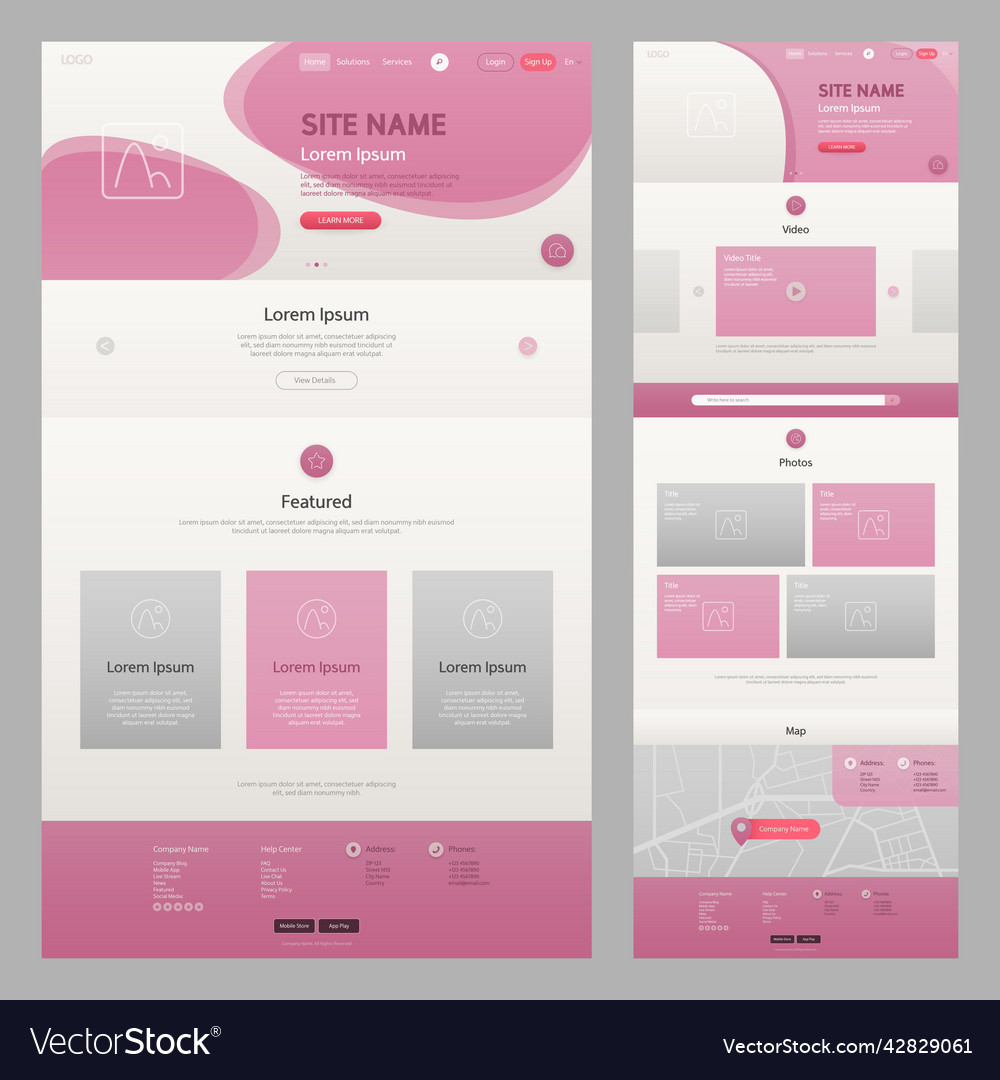 LOGO
Home Solutions Services Login Sign Up En
SITE NAME
Lorem Ipsum
Lorem ipsum dolor sit amet, consectetuer adipiscing
elit, sed diam nonummy nibh euismod tincidunt ut
lacreet dolore magna aliquam erat volutpat.
LEARN MORE
Lorem Ipsum
Lorem ipsum dolor sit amet, consectetuer adipiscing
elit, sed diam nonummy nibh euismod tincidunt ut
lacreet dolore magna aliquam erat volutpat.
View Details
Featured
Lorem ipsum dolor sit amet, consectetuer adipiscing elit, sed diam nonummy nibh euismod
tincidunt ut lacreet dolore magna aliquam erat volutpat.
Lorem Ipsum
Lorem ipsum dolor sit amet,
consectetuer adipiscing elit, sed
diam nonummy nibh euismod
tincidunt ut lacreet dolore magna
aliquam erat volutpat.
Lorem Ipsum
Lorem ipsum dolor sit amet,
consectetuer adipiscing elit, sed
diam nonummy nibh euismod
tincidunt ut lacreet dolore magna
aliquam erat volutpat.
Lorem Ipsum
Lorem ipsum dolor sit amet,
consectetuer adipiscing elit, sed
diam nonummy nibh euismod
tincidunt ut lacreet dolore magna
aliquam erat volutpat.
Lorem ipsum dolor sit amet, consectetuer adipiscing
elit, sed diam nonummy nibh.
Company Name
Company Blog
Mobile App
Live Stream
News
Featured
Social Media
Help Center
FAQ
Contact Us
Live Chat
About Us
Privacy Policy
Terms
Address:
ZIP 123
Street N55
City Name
Country
Phones:
+123 4567890
+123 4567890
+123 4567890
email@email.com
Mobile Store App Play
Company Name. All Rights Reserved
LOGO
Home Solutions Services Login Sign Up En
SITE NAME
Lorem Ipsum
LEARN MORE
Video
Video Title
Write here to search
Photos
Title
Title
Title
Title
Map
Address:
ZIP 123
Street N55
City Name
Country
Phones:
+123 4567890
+123 4567890
+123 4567890
email@email.com
Company Name
Company Name
Help Center
Address:
Phones:
Mobile Store App Play
VectorStock®
VectorStock.com/42829061